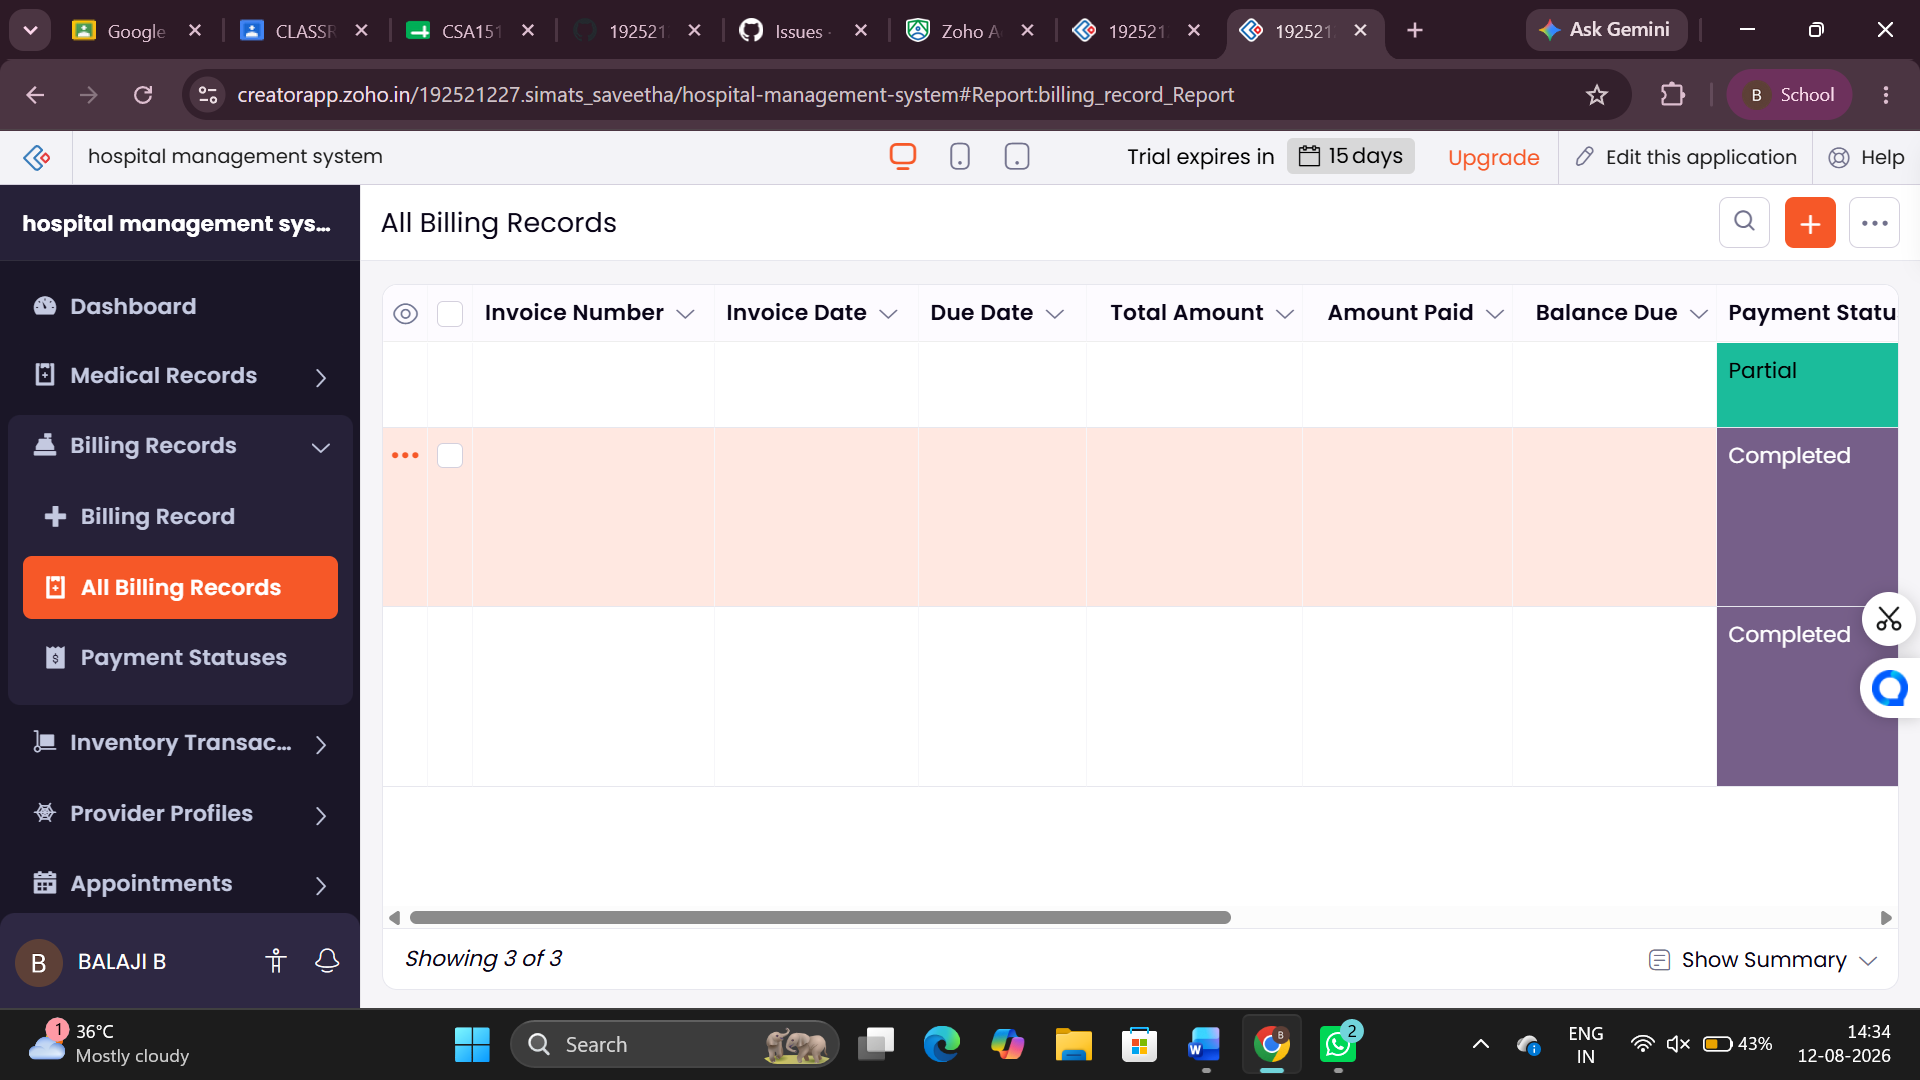 Google
CLASSR
CSA151
192521
Issues ·
Zoho A
192521
192521
Ask Gemini
creatorapp.zoho.in/192521227.simats_saveetha/hospital-management-system#Report:billing_record_Report
B School
hospital management system
Trial expires in 15 days
Upgrade
Edit this application
Help
hospital management sys...
Dashboard
Medical Records
Billing Records
Billing Record
All Billing Records
Payment Statuses
Inventory Transac...
Provider Profiles
Appointments
B BALAJI B
All Billing Records
Invoice Number Invoice Date Due Date Total Amount Amount Paid Balance Due Payment Statu
Partial
Completed
Completed
Showing 3 of 3
Show Summary
1
36°C
Mostly cloudy
Search
B
2
ENG
IN
43%
14:34
12-08-2026